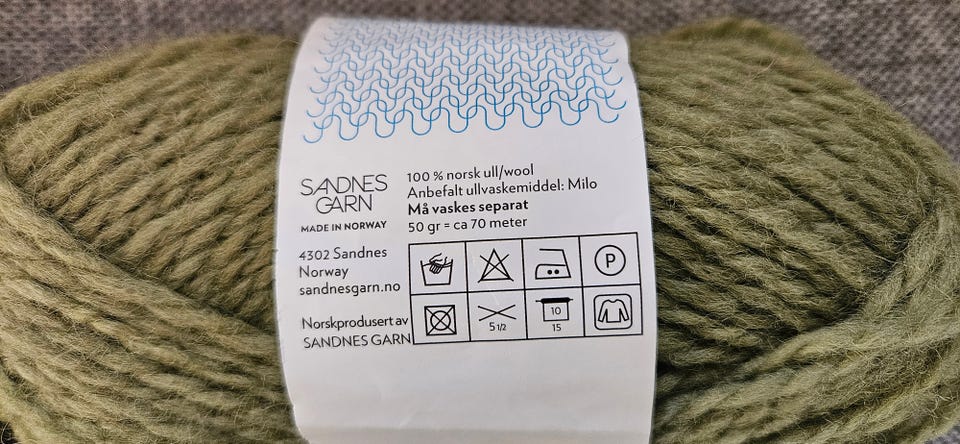 SANDNES
GARN
MADE IN NORWAY
4302 Sandnes
Norway
sandnesgarn.no
Norskprodusert av
SANDNES GARN
100 % norsk ull/wool
Anbefalt ullvaskemiddel: Milo
Må vaskes separat
50 gr = ca 70 meter
P
5 1/2
10
15